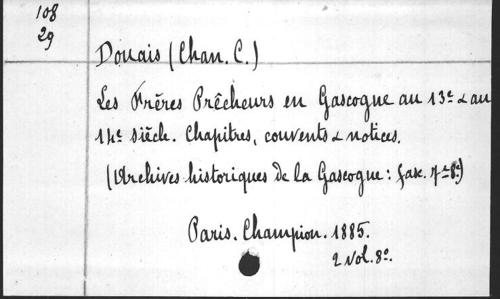 108
29
Douais (Chan. C.)
Les Frères Prêcheurs en Gascogne au 13e & au
14e siècle. Chapitres, couvents & notices.
(Archives historiques de la Gascogne: fasc. 7-8e)
Paris. Champion. 1885.
2 vol. 8o.